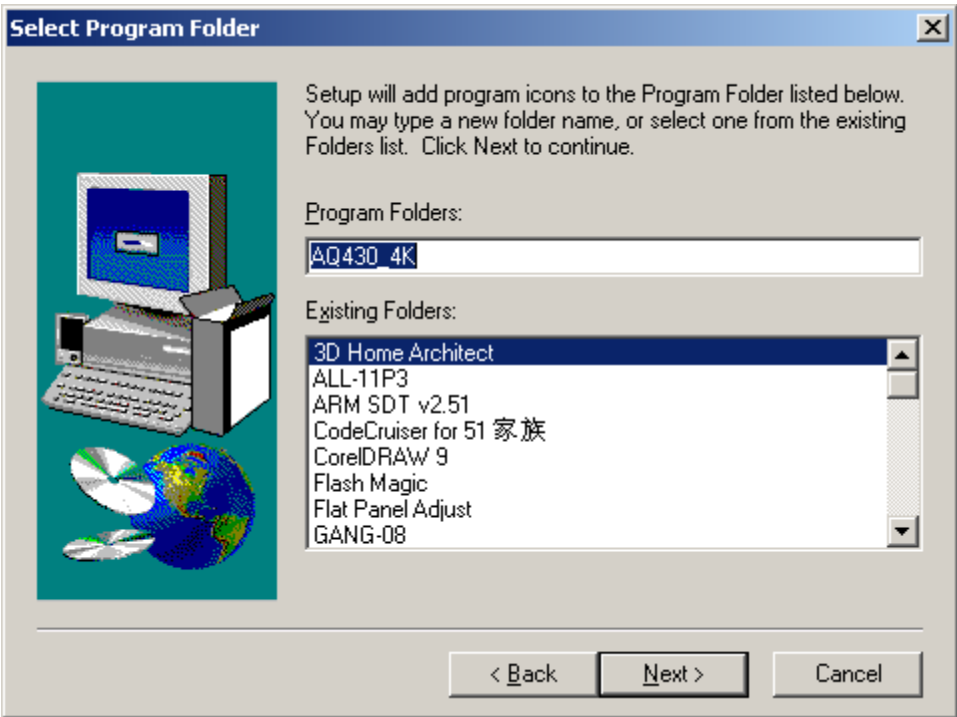 Select Program Folder
Setup will add program icons to the Program Folder listed below.
You may type a new folder name, or select one from the existing
Folders list.  Click Next to continue.
Program Folders:
AQ430_4K
Existing Folders:
3D Home Architect
ALL-11P3
ARM SDT v2.51
CodeCruiser for 51 家族
CorelDRAW 9
Flash Magic
Flat Panel Adjust
GANG-08
< Back
Next >
Cancel